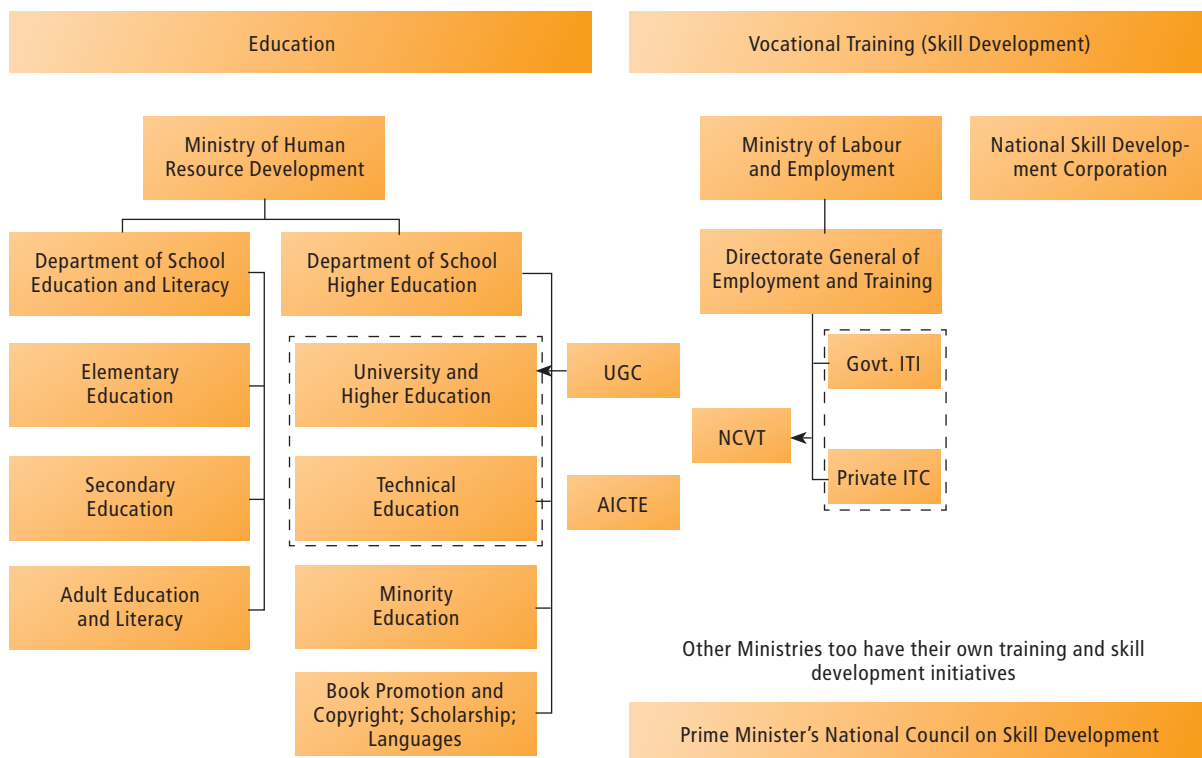 Education
Vocational Training (Skill Development)
Ministry of Human
Resource Development
Ministry of Labour
and Employment
National Skill Develop-
ment Corporation
Department of School
Education and Literacy
Department of School
Higher Education
Directorate General of
Employment and Training
Elementary
Education
University and
Higher Education
UGC
Govt. ITI
NCVT
Secondary
Education
Technical
Education
AICTE
Private ITC
Adult Education
and Literacy
Minority
Education
Other Ministries too have their own training and skill
development initiatives
Book Promotion and
Copyright; Scholarship;
Languages
Prime Minister’s National Council on Skill Development